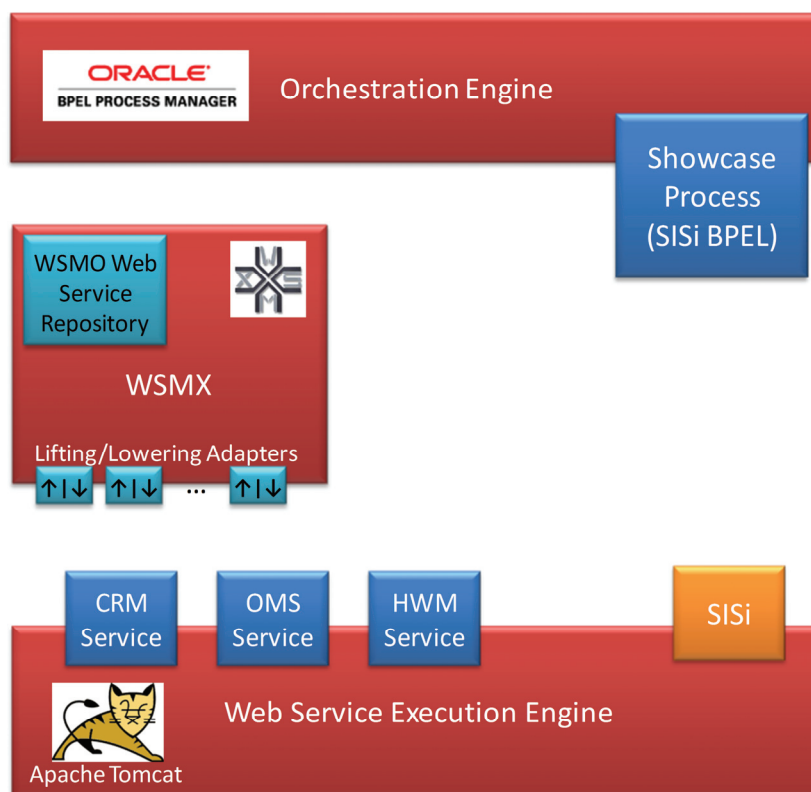 ORACLE
BPEL PROCESS MANAGER
Orchestration Engine
Showcase
Process
(SISi BPEL)
WSMO Web
Service
Repository
W
X S
M
WSMX
Lifting/Lowering Adapters
↑|↓ ↑|↓ ... ↑|↓
CRM
Service
OMS
Service
HWM
Service
SISi
Web Service Execution Engine
Apache Tomcat